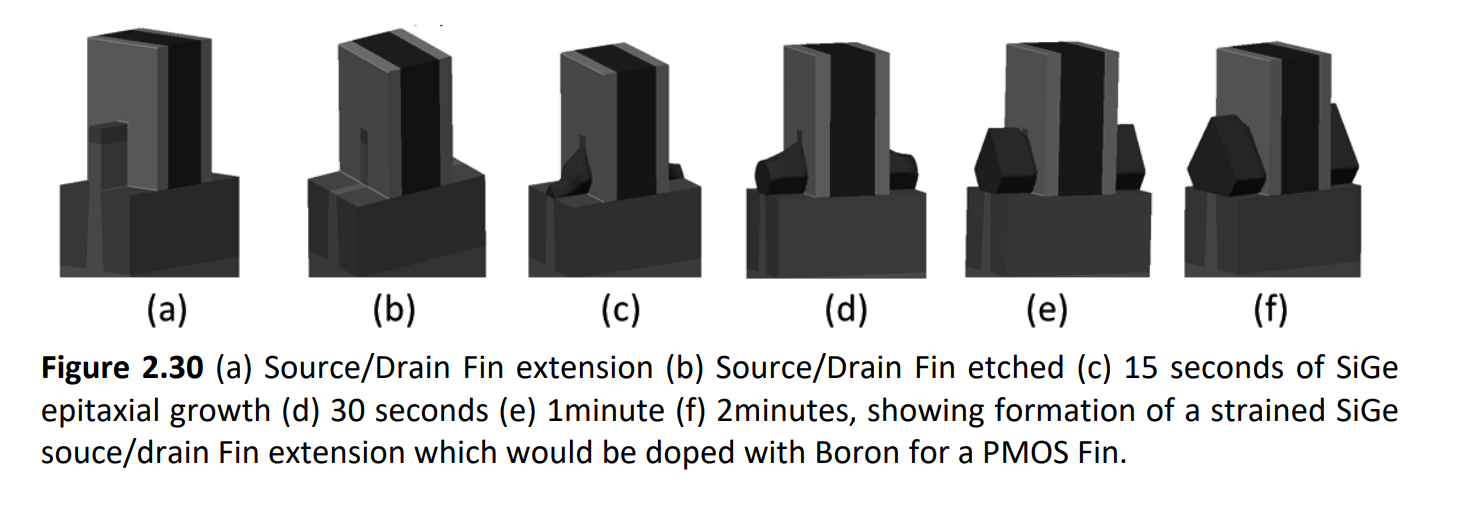 (a) (b) (c) (d) (e) (f)
Figure 2.30 (a) Source/Drain Fin extension (b) Source/Drain Fin etched (c) 15 seconds of SiGe
epitaxial growth (d) 30 seconds (e) 1minute (f) 2minutes, showing formation of a strained SiGe
souce/drain Fin extension which would be doped with Boron for a PMOS Fin.